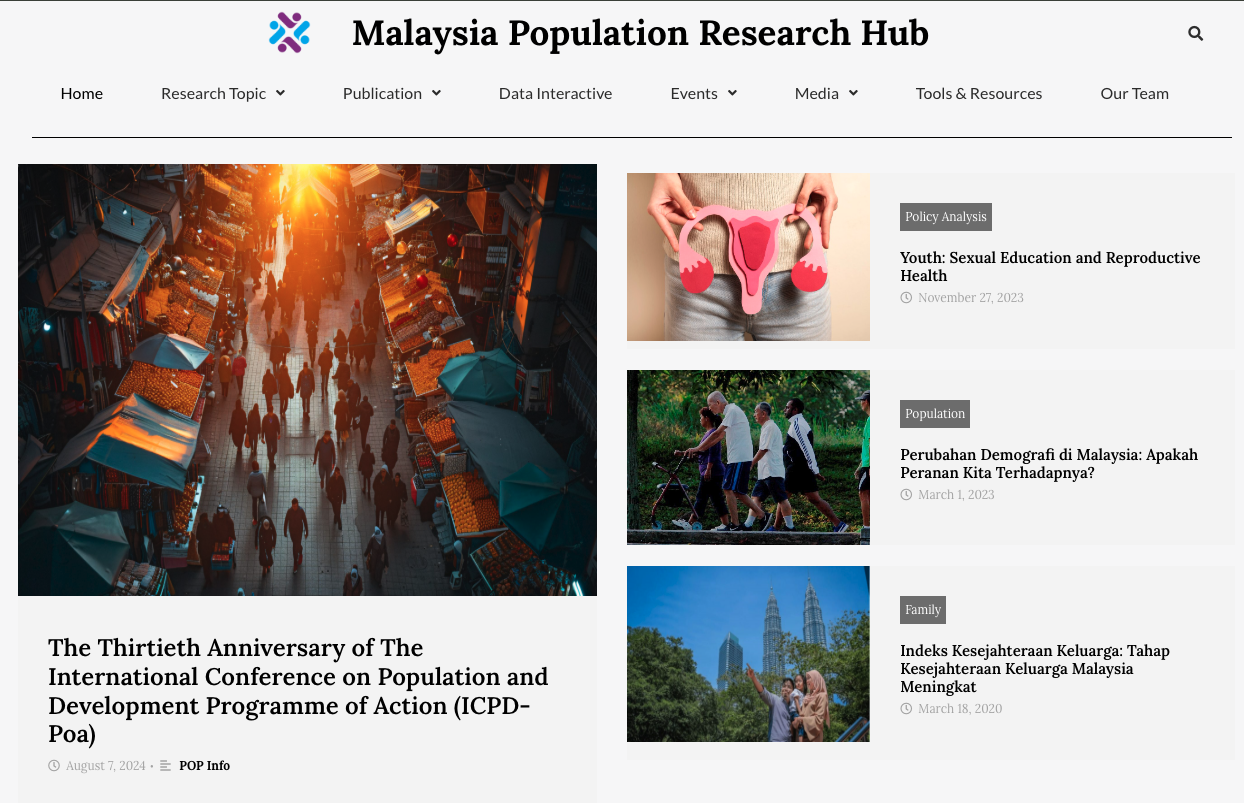 Malaysia Population Research Hub
Home Research Topic Publication Data Interactive Events Media Tools & Resources Our Team
The Thirtieth Anniversary of The
International Conference on Population and
Development Programme of Action (ICPD-
Poa)
August 7, 2024 • POP Info
Policy Analysis
Youth: Sexual Education and Reproductive
Health
November 27, 2023
Population
Perubahan Demografi di Malaysia: Apakah
Peranan Kita Terhadapnya?
March 1, 2023
Family
Indeks Kesejahteraan Keluarga: Tahap
Kesejahteraan Keluarga Malaysia
Meningkat
March 18, 2020